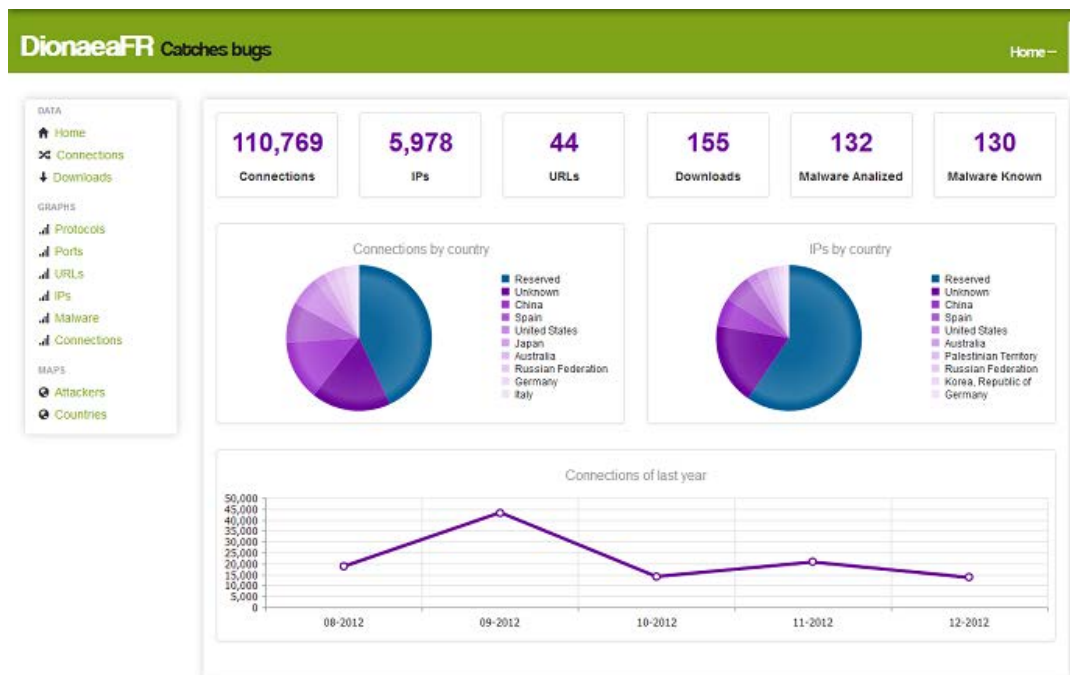 DionaeaFR Catches bugs
Home
DATA
Home
Connections
Downloads
GRAPHS
Protocols
Ports
URLs
IPs
Malware
Connections
MAPS
Attackers
Countries
110,769
Connections
5,978
IPs
44
URLs
155
Downloads
132
Malware Analized
130
Malware Known
Connections by country
Reserved
Unknown
China
Spain
United States
Japan
Australia
Russian Federation
Germany
Italy
IPs by country
Reserved
Unknown
China
Spain
United States
Australia
Palestinian Territory
Russian Federation
Korea, Republic of
Germany
Connections of last year
50,000
45,000
40,000
35,000
30,000
25,000
20,000
15,000
10,000
5,000
0
08-2012
09-2012
10-2012
11-2012
12-2012